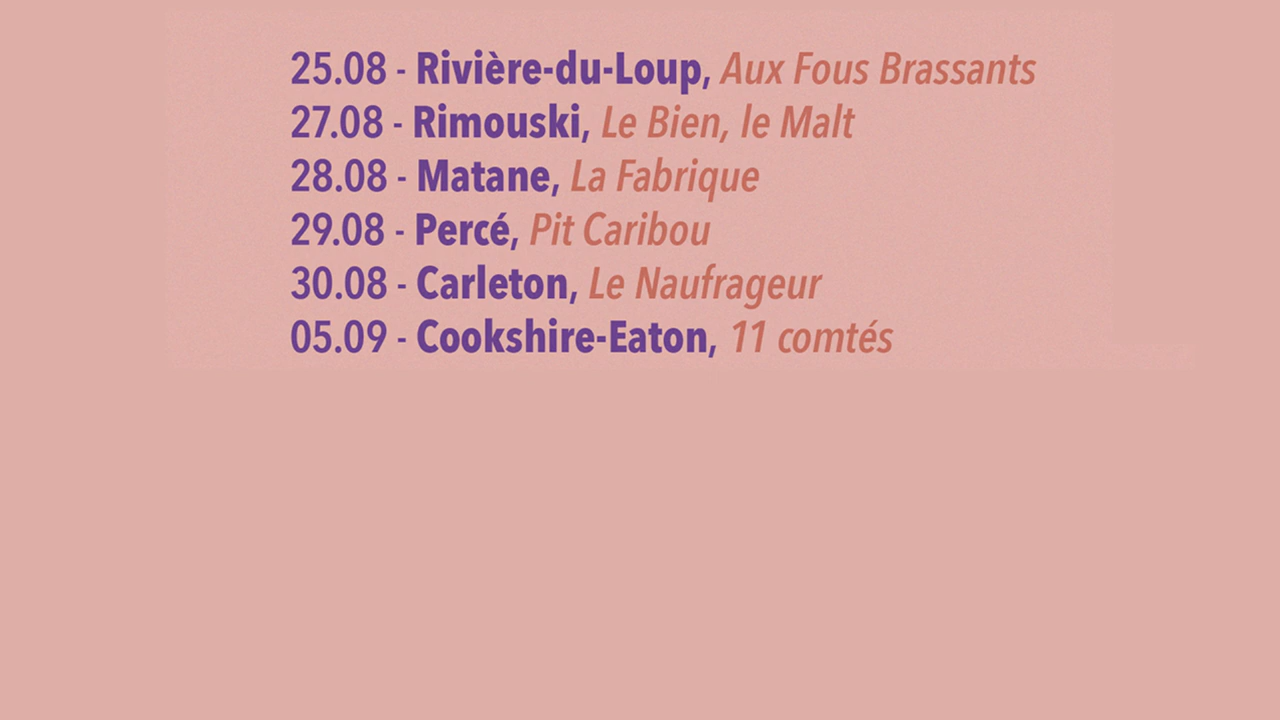 25.08 - Rivière-du-Loup, Aux Fous Brassants
27.08 - Rimouski, Le Bien, le Malt
28.08 - Matane, La Fabrique
29.08 - Percé, Pit Caribou
30.08 - Carleton, Le Naufrageur
05.09 - Cookshire-Eaton, 11 comtés